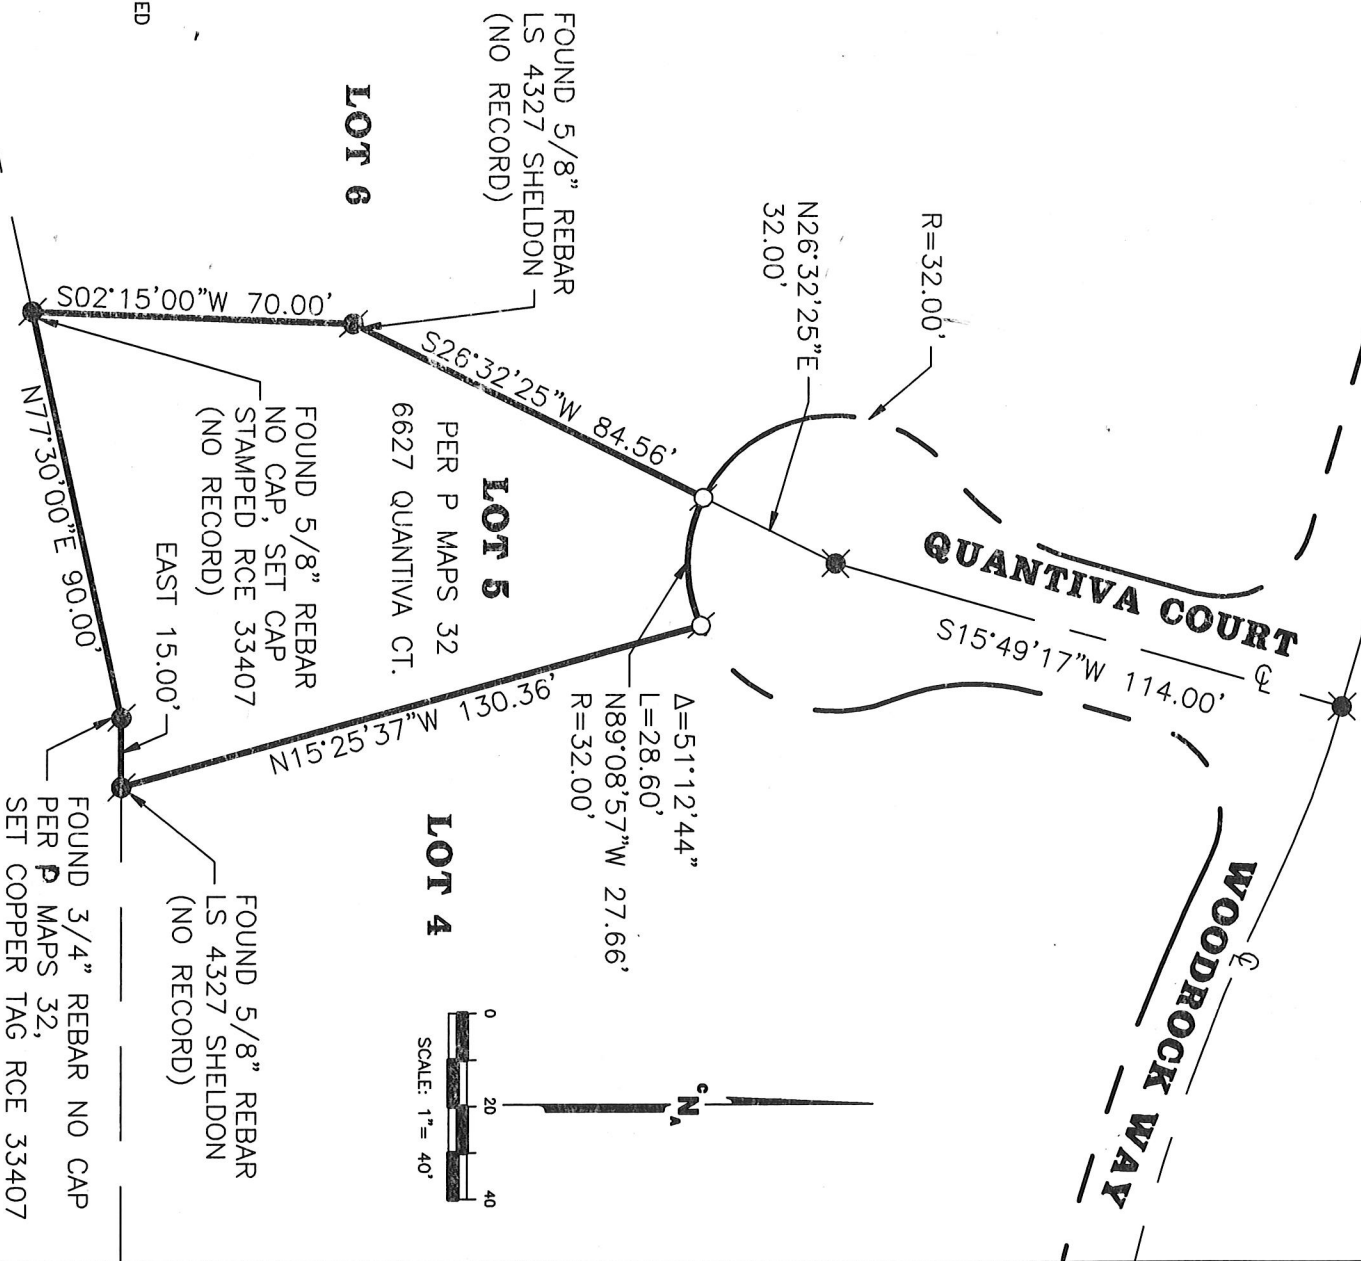 ED
FOUND 5/8" REBAR
LS 4327 SHELDON
(NO RECORD)
LOT 6
R=32.00'
N26°32'25"E
32.00'
S02°15'00"W 70.00'
S26°32'25"W 84.56'
QUANTIVA COURT
S15°49'17"W 114.00'
℄
WOODROCK WAY
℄
LOT 5
PER P MAPS 32
6627 QUANTIVA CT.
FOUND 5/8" REBAR
NO CAP, SET CAP
STAMPED RCE 33407
(NO RECORD)
N77°30'00"E 90.00'
EAST 15.00'
N15°25'37"W 130.36'
Δ=51°12'44"
L=28.60'
N89°08'57"W 27.66'
R=32.00'
LOT 4
FOUND 5/8" REBAR
LS 4327 SHELDON
(NO RECORD)
FOUND 3/4" REBAR NO CAP
PER P MAPS 32,
SET COPPER TAG RCE 33407
C N A
0 20 40
SCALE: 1"= 40'